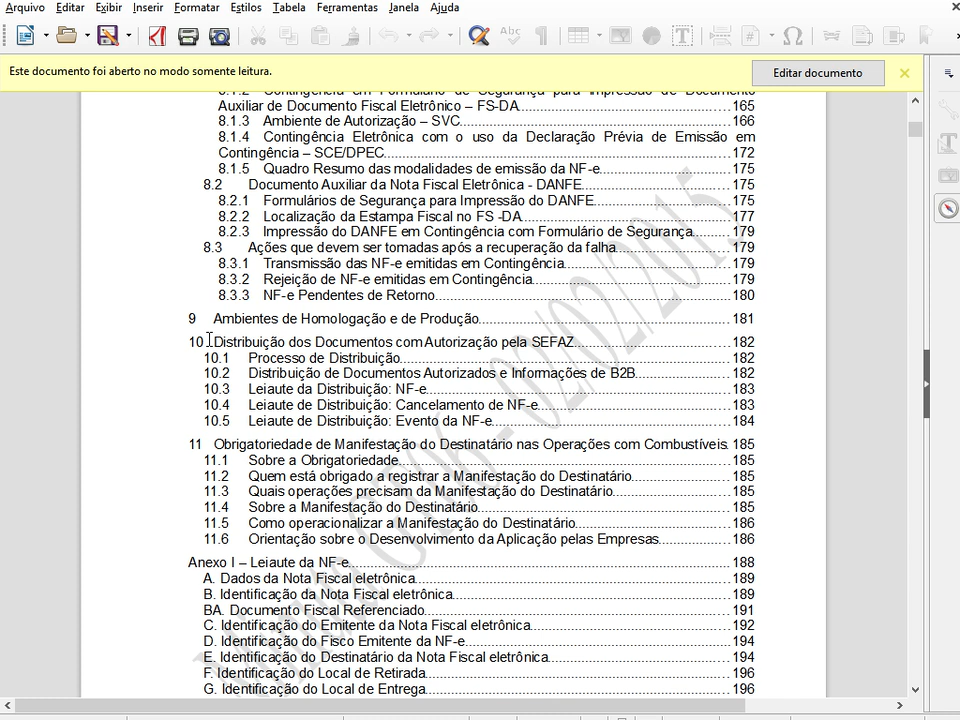 Arquivo Editar Exibir Inserir Formatar Estilos Tabela Ferramentas Janela Ajuda
Este documento foi aberto no modo somente leitura. Editar documento
8.1.2 Contingência em Formulário de Segurança para Impressão de Documento
Auxiliar de Documento Fiscal Eletrônico – FS-DA 165
8.1.3 Ambiente de Autorização – SVC 166
8.1.4 Contingência Eletrônica com o uso da Declaração Prévia de Emissão em
Contingência – SCE/DPEC 172
8.1.5 Quadro Resumo das modalidades de emissão da NF-e 175
8.2 Documento Auxiliar da Nota Fiscal Eletrônica - DANFE 175
8.2.1 Formulários de Segurança para Impressão do DANFE 175
8.2.2 Localização da Estampa Fiscal no FS -DA 177
8.2.3 Impressão do DANFE em Contingência com Formulário de Segurança 179
8.3 Ações que devem ser tomadas após a recuperação da falha 179
8.3.1 Transmissão das NF-e emitidas em Contingência 179
8.3.2 Rejeição de NF-e emitidas em Contingência 179
8.3.3 NF-e Pendentes de Retorno 180
9 Ambientes de Homologação e de Produção 181
10 Distribuição dos Documentos com Autorização pela SEFAZ 182
10.1 Processo de Distribuição 182
10.2 Distribuição de Documentos Autorizados e Informações de B2B 182
10.3 Leiaute da Distribuição: NF-e 183
10.4 Leiaute de Distribuição: Cancelamento de NF-e 183
10.5 Leiaute de Distribuição: Evento da NF-e 184
11 Obrigatoriedade de Manifestação do Destinatário nas Operações com Combustíveis 185
11.1 Sobre a Obrigatoriedade 185
11.2 Quem está obrigado a registrar a Manifestação do Destinatário 185
11.3 Quais operações precisam da Manifestação do Destinatário 185
11.4 Sobre a Manifestação do Destinatário 185
11.5 Como operacionalizar a Manifestação do Destinatário 186
11.6 Orientação sobre o Desenvolvimento da Aplicação pelas Empresas 186
Anexo I – Leiaute da NF-e 188
A. Dados da Nota Fiscal eletrônica 189
B. Identificação da Nota Fiscal eletrônica 189
BA. Documento Fiscal Referenciado 191
C. Identificação do Emitente da Nota Fiscal eletrônica 192
D. Identificação do Fisco Emitente da NF-e 194
E. Identificação do Destinatário da Nota Fiscal eletrônica 194
F. Identificação do Local de Retirada 196
G. Identificação do Local de Entrega 196